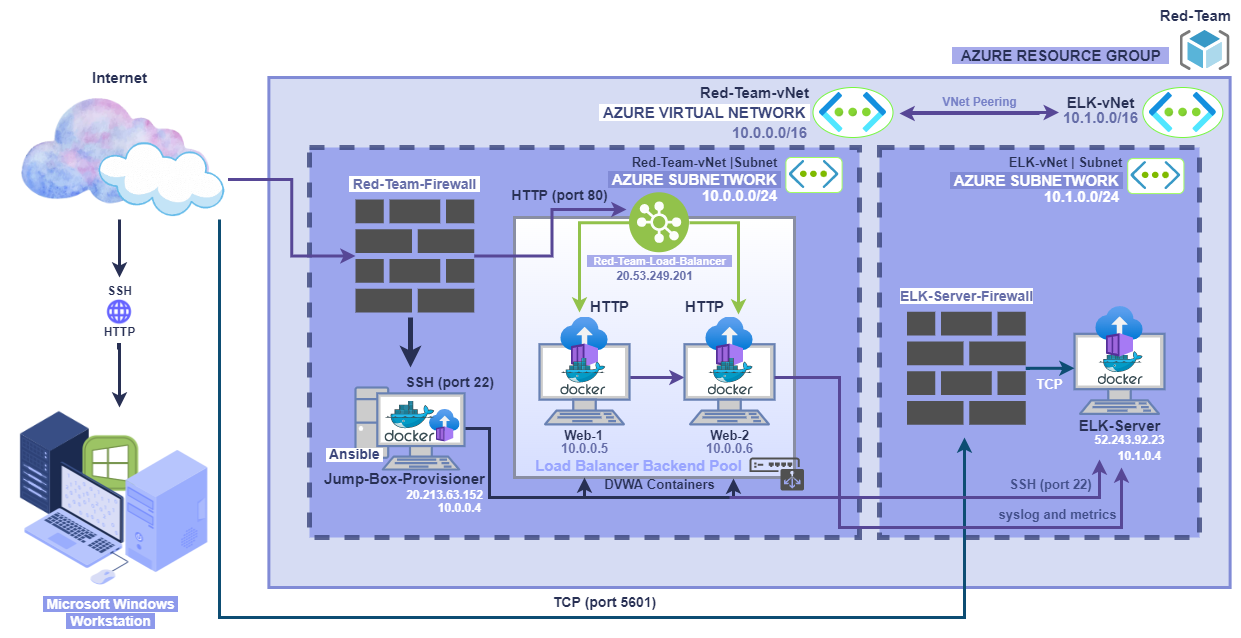 Red-Team
AZURE RESOURCE GROUP
Internet
Red-Team-vNet
AZURE VIRTUAL NETWORK
10.0.0.0/16
VNet Peering
ELK-vNet
10.1.0.0/16
Red-Team-vNet |Subnet
AZURE SUBNETWORK
10.0.0.0/24
ELK-vNet | Subnet
AZURE SUBNETWORK
10.1.0.0/24
Red-Team-Firewall
HTTP (port 80)
Red-Team-Load-Balancer
20.53.249.201
HTTP
HTTP
SSH
HTTP
ELK-Server-Firewall
docker
docker
docker
TCP
SSH (port 22)
docker
Ansible
Jump-Box-Provisioner
20.213.63.152
10.0.0.4
Web-1
10.0.0.5
Web-2
10.0.0.6
Load Balancer Backend Pool
DVWA Containers
ELK-Server
52.243.92.23
10.1.0.4
SSH (port 22)
syslog and metrics
Microsoft Windows
Workstation
TCP (port 5601)